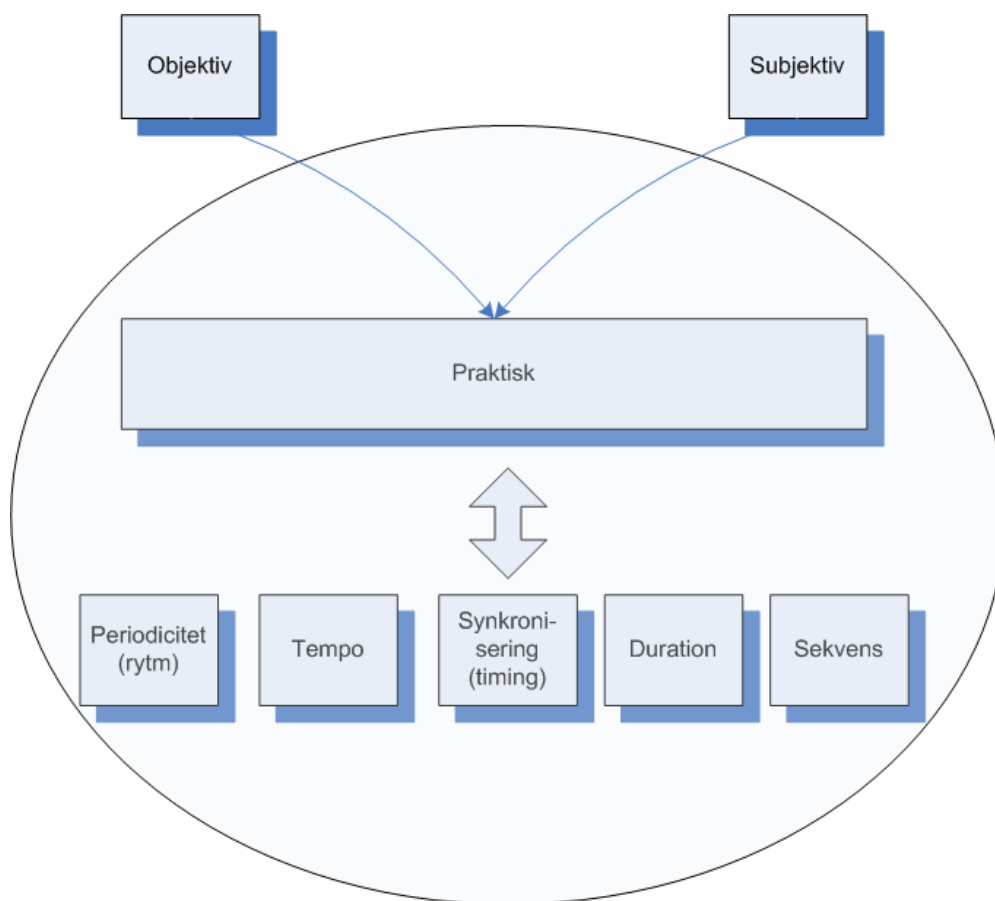 Objektiv
Subjektiv
Praktisk
Periodicitet
(rytm)
Tempo
Synkroni-
sering
(timing)
Duration
Sekvens